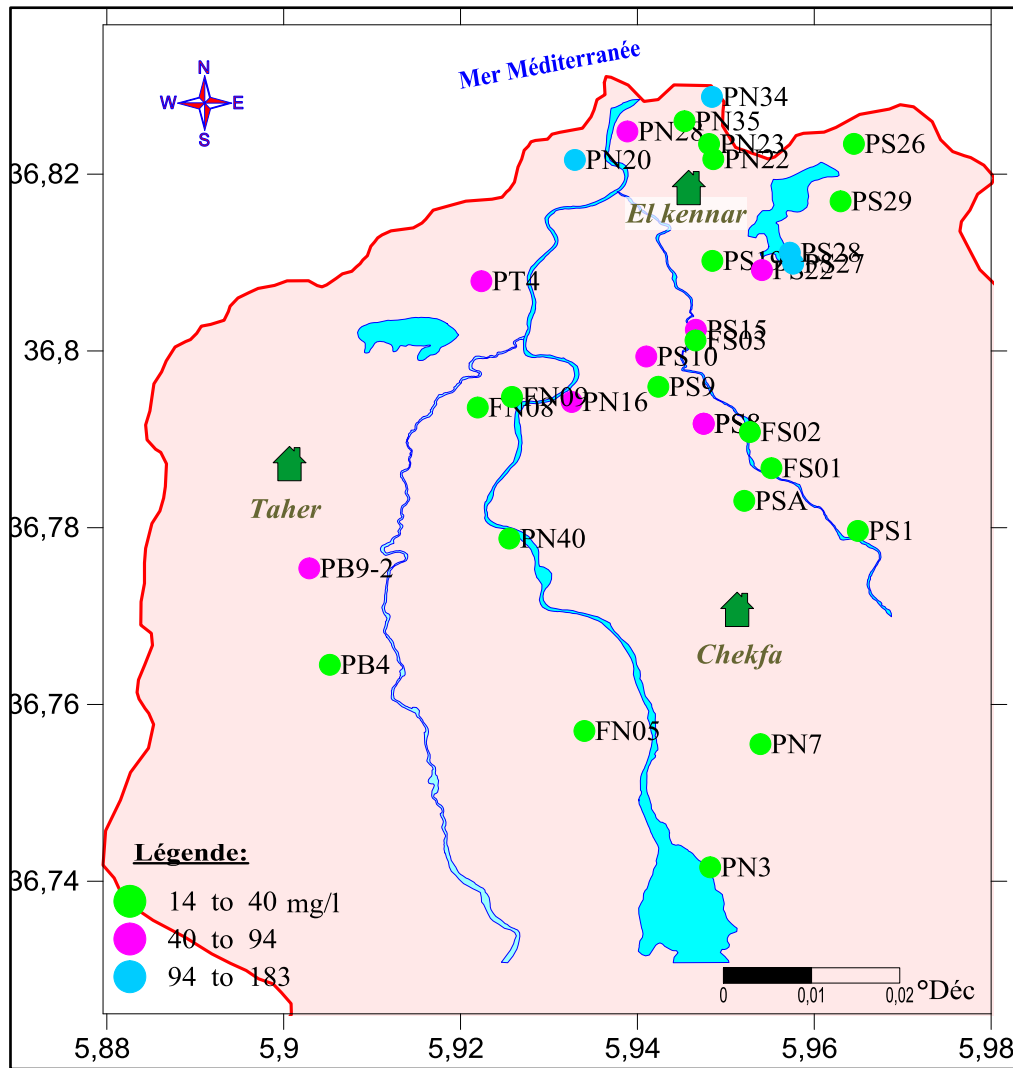 Mer Méditerranée
N
W E
S
PN34
PN35
PN28
PN23
PS26
PN20
PN22
36,82
PS29
El kennar
PS28
PS19
PS27
PS22
PT4
PS15
FS03
36,8
PS10
PS9
FN09
PN16
FN08
PS8
FS02
FS01
Taher
PSA
36,78
PS1
PN40
PB9-2
Chekfa
PB4
36,76
FN05
PN7
Légende:
36,74
PN3
14 to 40 mg/l
40 to 94
94 to 183
0 0,01 0,02 °Déc
5,88 5,9 5,92 5,94 5,96 5,98